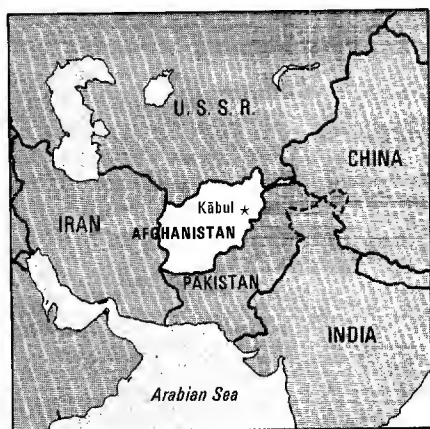 U. S. S. R.
CHINA
Kābul
IRAN
AFGHANISTAN
PAKISTAN
INDIA
Arabian Sea